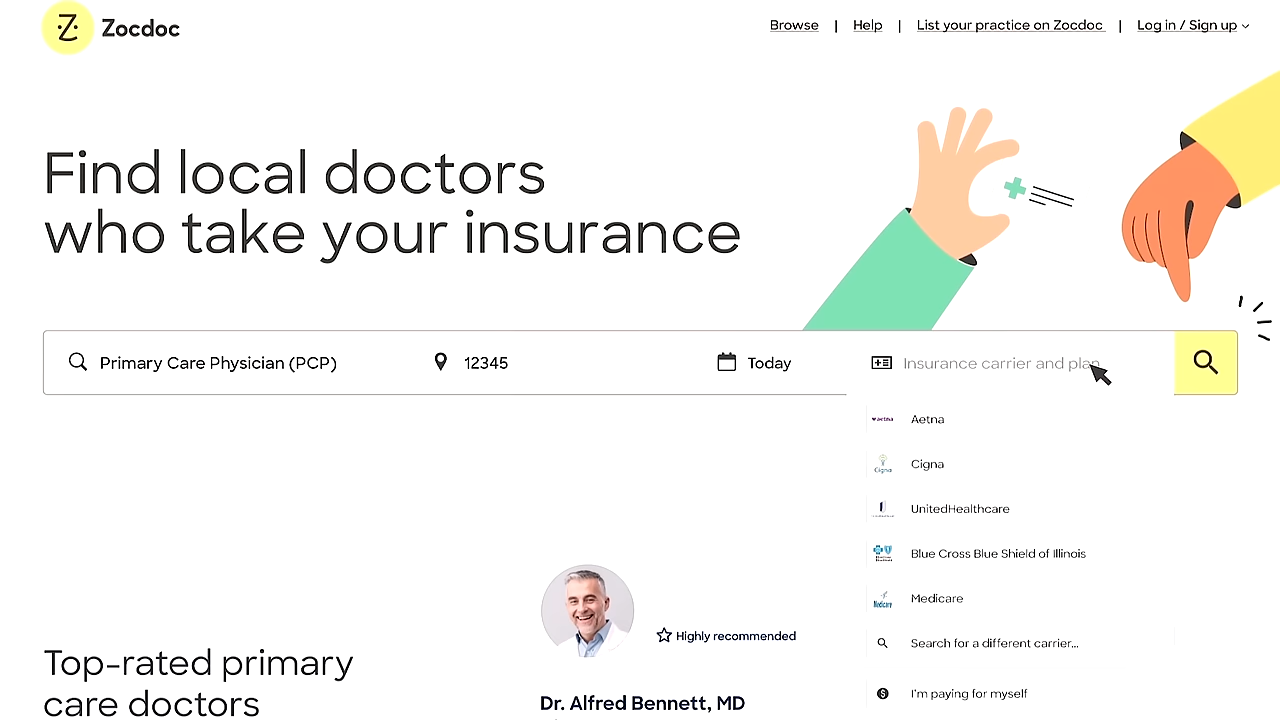 Zocdoc
Browse | Help | List your practice on Zocdoc | Log in / Sign up
Find local doctors
who take your insurance
Primary Care Physician (PCP)
12345
Today
Insurance carrier and plan
aetna Aetna
Cigna Cigna
UnitedHealthcare
Blue Cross Blue Shield of Illinois
Medicare Medicare
Search for a different carrier...
I'm paying for myself
Highly recommended
Top-rated primary
care doctors
Dr. Alfred Bennett, MD